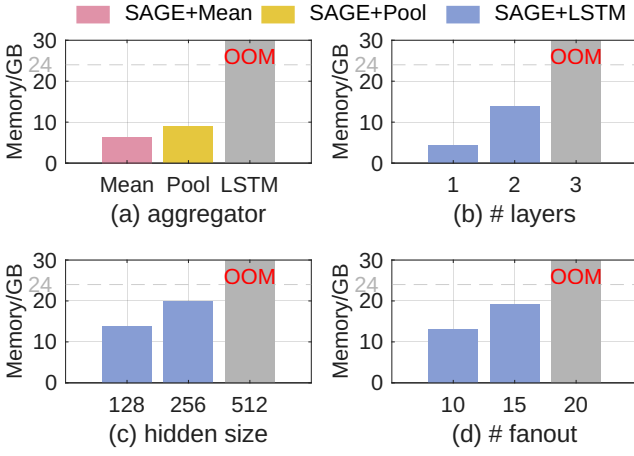 SAGE+Mean SAGE+Pool SAGE+LSTM
Memory/GB
30
24
20
10
0
OOM
Mean Pool LSTM
(a) aggregator
Memory/GB
30
24
20
10
0
OOM
1 2 3
(b) # layers
Memory/GB
30
24
20
10
0
OOM
128 256 512
(c) hidden size
Memory/GB
30
24
20
10
0
OOM
10 15 20
(d) # fanout